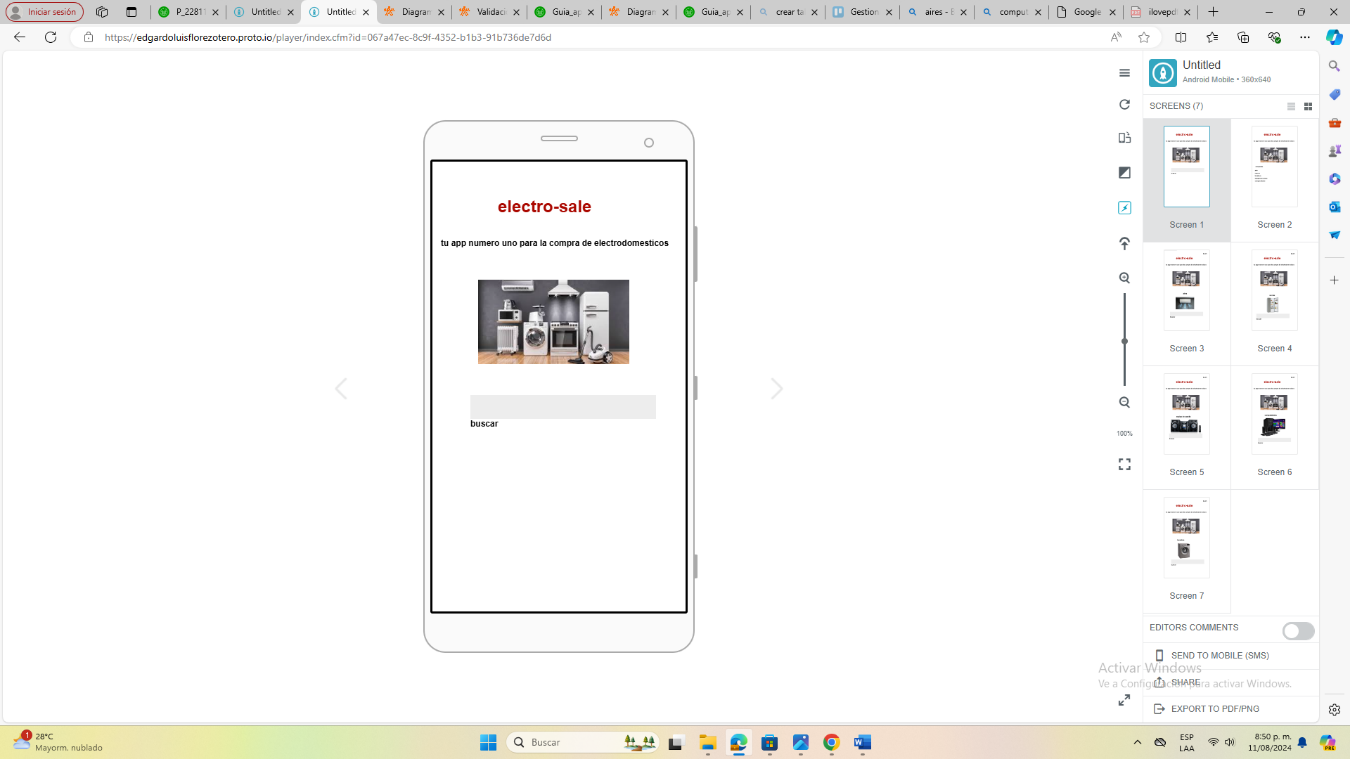 Iniciar sesión
P_2281
Untitled
Untitled
Diagran
Validaci
Guia_ap
Diagran
Guia_ap
crear ta
Gestion
aires - E
comput
Google
ilovepd
https://edgardoluisflorezotero.proto.io/player/index.cfm?id=067a47ec-8c9f-4352-b1b3-91b736de7d6d
electro-sale
tu app numero uno para la compra de electrodomesticos
buscar
100%
Untitled
Android Mobile • 360x640
SCREENS (7)
Screen 1
Screen 2
Screen 3
Screen 4
Screen 5
Screen 6
Screen 7
EDITORS COMMENTS
SEND TO MOBILE (SMS)
SHARE
EXPORT TO PDF/PNG
Activar Windows
Ve a Configuración para activar Windows.
1
28°C
Mayorm. nublado
Buscar
ESP
LAA
8:50 p. m.
11/08/2024